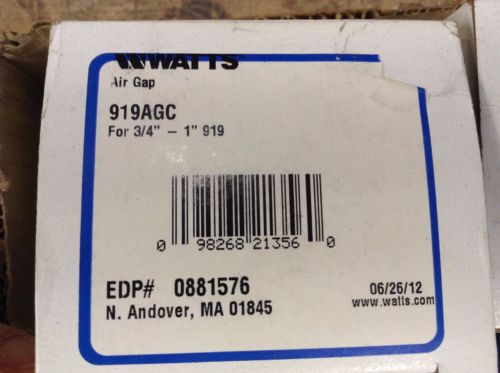 WATTS
Air Gap
919AGC
For 3/4" – 1" 919
0 98268 21356 0
EDP# 0881576
N. Andover, MA 01845
06/26/12
www.watts.com